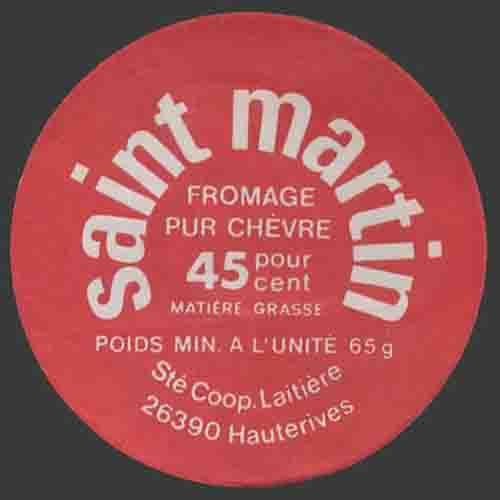 saint martin
FROMAGE
PUR CHÈVRE
45 pour cent
MATIÈRE GRASSE
POIDS MIN. A L'UNITÉ 65 g
Sté Coop. Laitière
26390 Hauterives